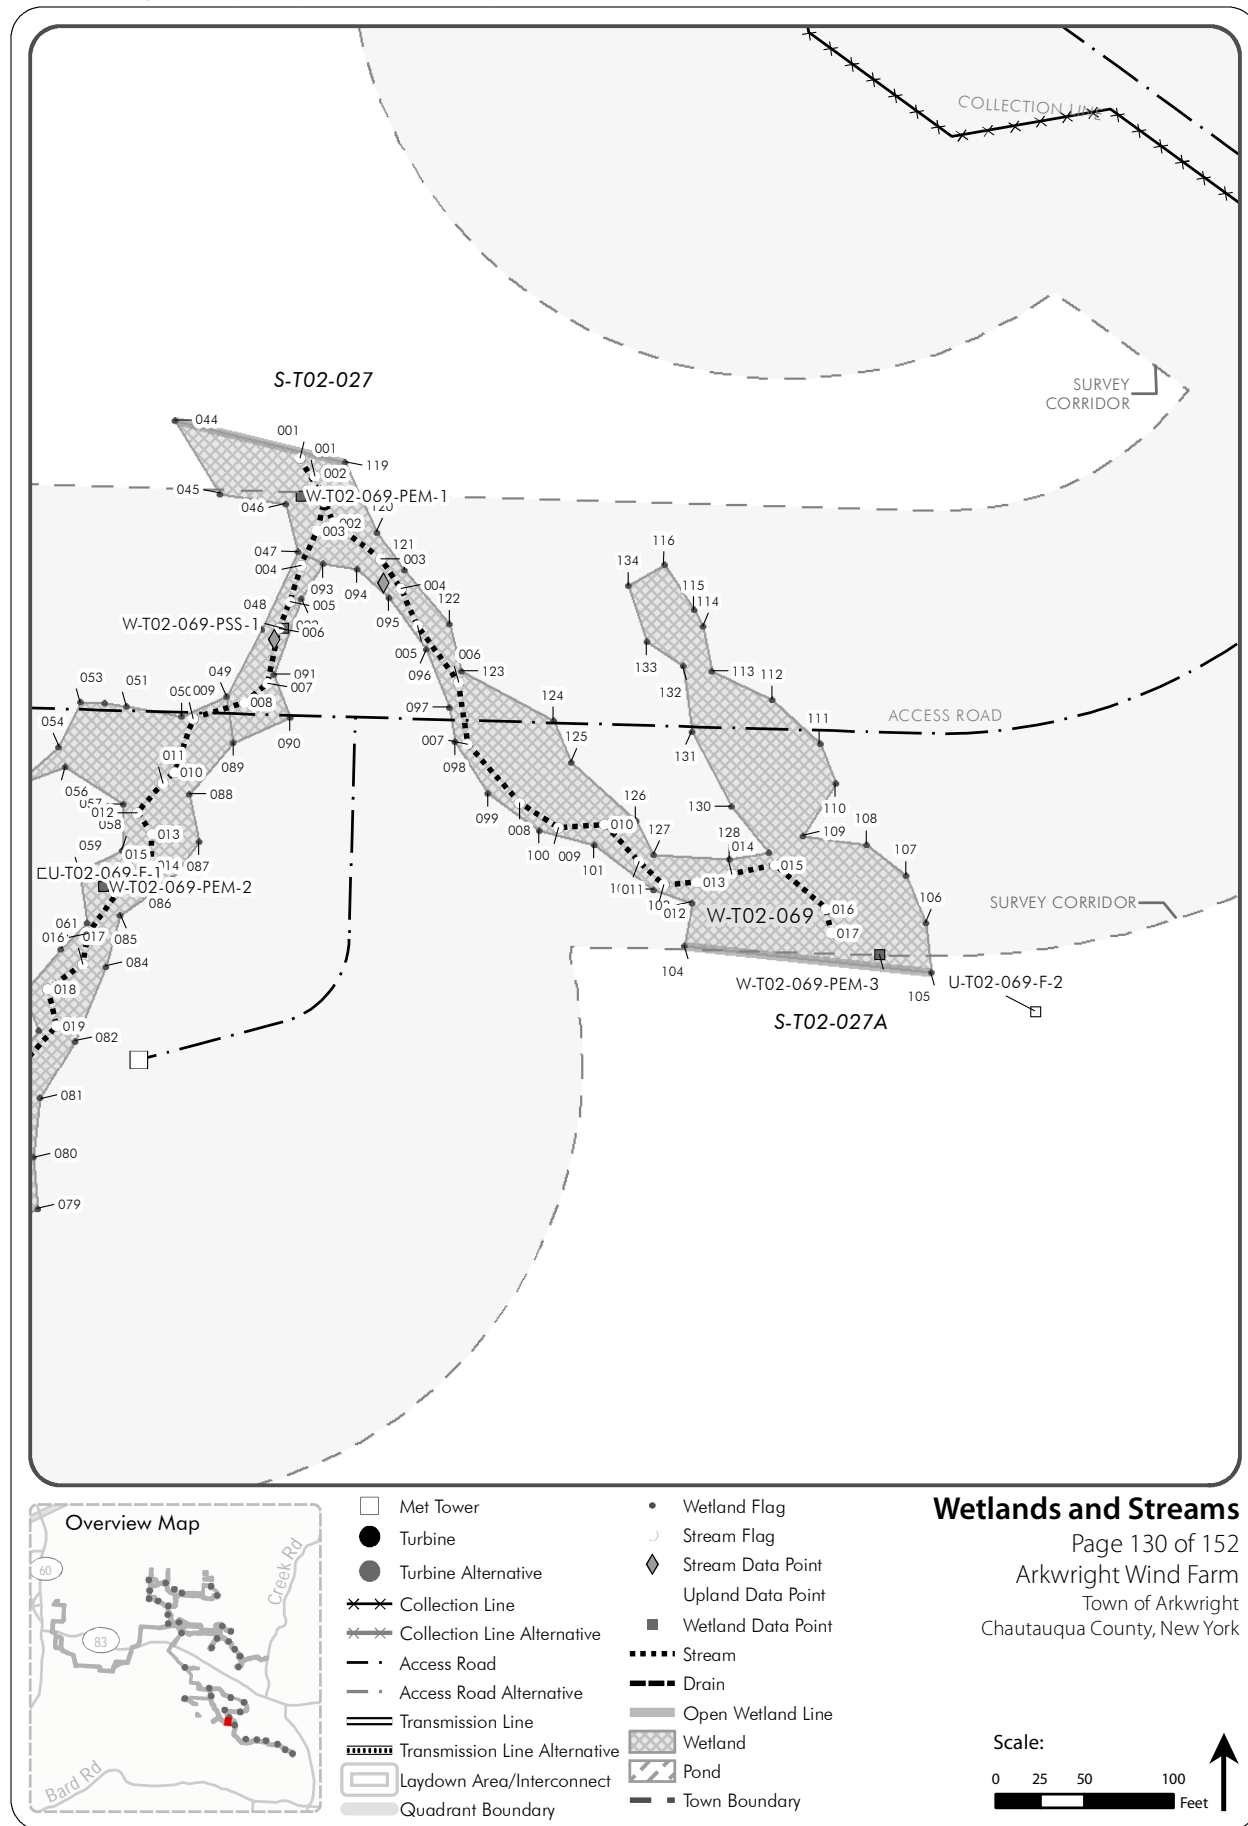 COLLECTION LINE
SURVEY
CORRIDOR
S-T02-027
044
001
001
119
002
045
W-T02-069-PEM-1
046
120
002
003
121
047
003
004
116
134
093
094
004
115
005
048
095
122
114
W-T02-069-PSS-1
006
005
006
133
123
113
096
091
053
049
007
132
112
051
009
124
097
008
ACCESS ROAD
111
054
090
007
125
131
011
089
098
010
056
088
110
057
099
130
126
012
058
008
010
109
108
013
127
128
059
100
009
014
015
087
101
015
107
014
U-T02-069-F-1
013
W-T02-069-PEM-2
011
086
106
061
012
W-T02-069
016
SURVEY CORRIDOR
016
017
085
017
084
104
W-T02-069-PEM-3
U-T02-069-F-2
018
105
019
S-T02-027A
082
081
080
079
Overview Map
60
83
Creek Rd
Bard Rd
Met Tower
Turbine
Turbine Alternative
Collection Line
Collection Line Alternative
Access Road
Access Road Alternative
Transmission Line
Transmission Line Alternative
Laydown Area/Interconnect
Quadrant Boundary
Wetland Flag
Stream Flag
Stream Data Point
Upland Data Point
Wetland Data Point
Stream
Drain
Open Wetland Line
Wetland
Pond
Town Boundary
Wetlands and Streams
Page 130 of 152
Arkwright Wind Farm
Town of Arkwright
Chautauqua County, New York
Scale:
0 25 50 100
Feet